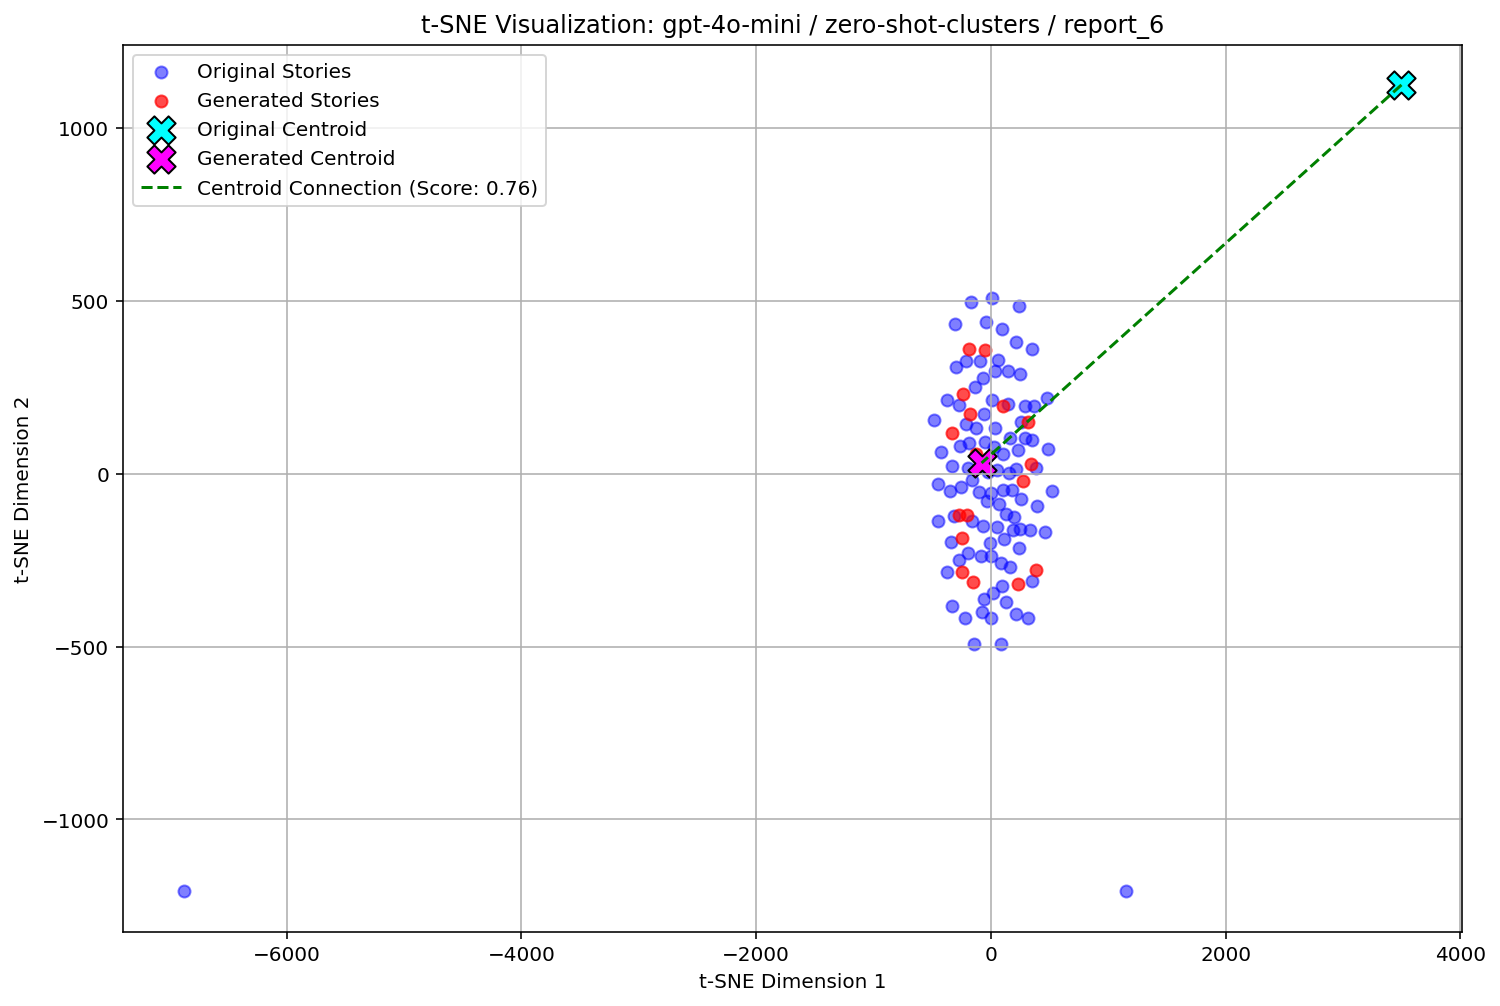 t-SNE Visualization: gpt-4o-mini / zero-shot-clusters / report_6
Original Stories
Generated Stories
Original Centroid
Generated Centroid
Centroid Connection (Score: 0.76)
t-SNE Dimension 2
1000
500
0
−500
−1000
−6000
−4000
−2000
0
2000
4000
t-SNE Dimension 1